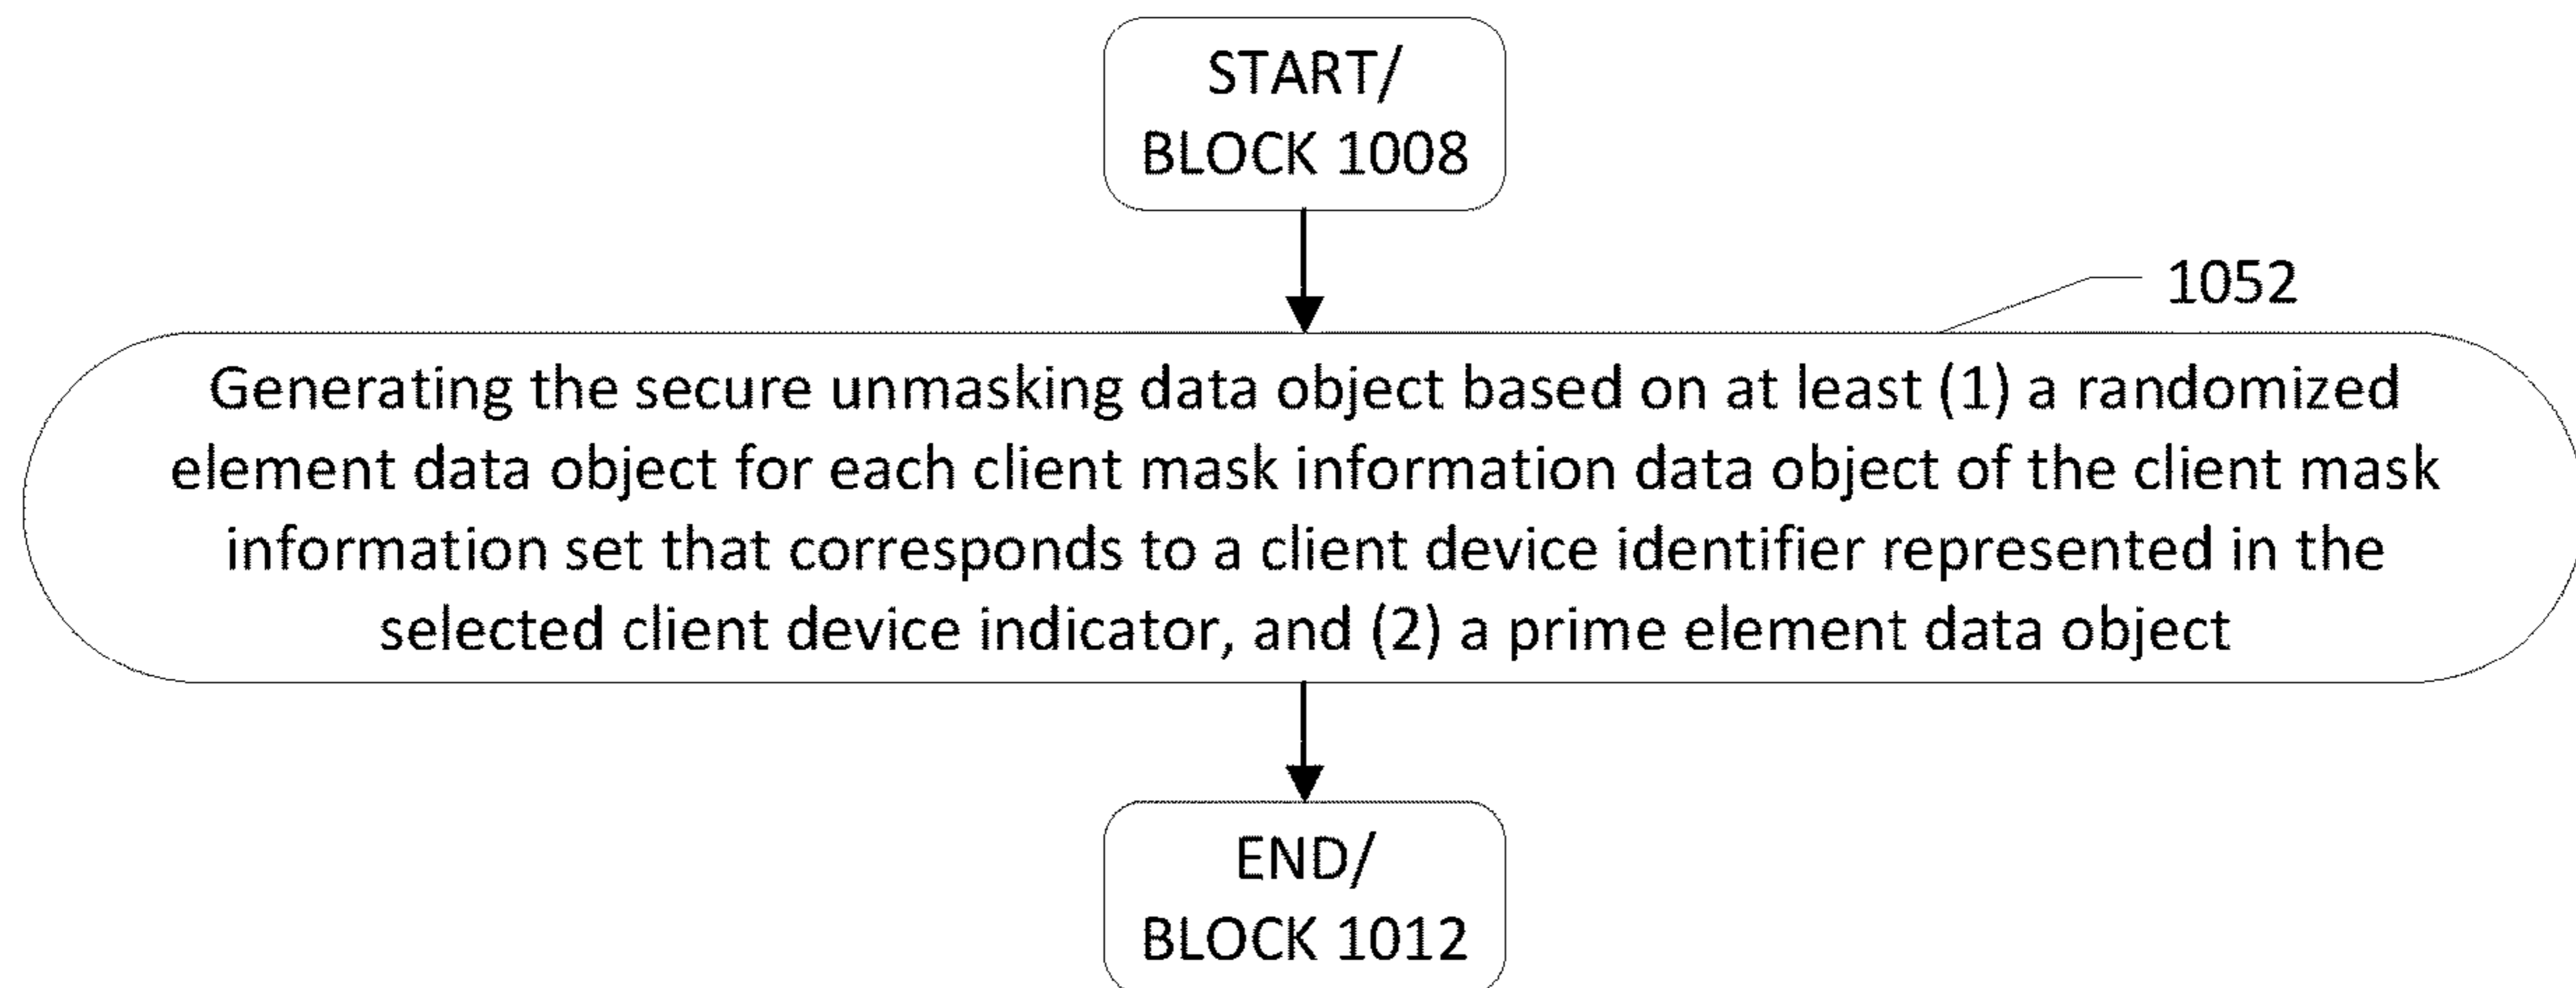 START/
BLOCK 1008
1052
Generating the secure unmasking data object based on at least (1) a randomized
element data object for each client mask information data object of the client mask
information set that corresponds to a client device identifier represented in the
selected client device indicator, and (2) a prime element data object
END/
BLOCK 1012